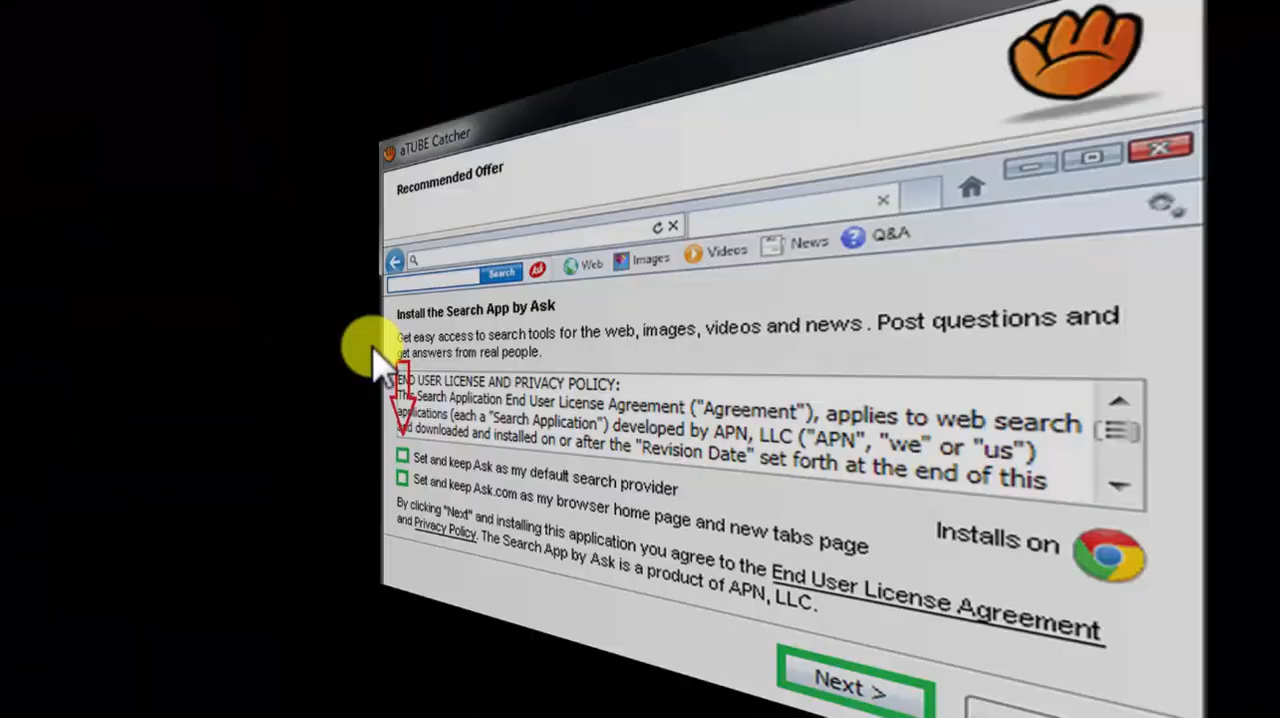 aTUBE Catcher
Recommended Offer
Search Ask Web Images Videos News Q&A
Install the Search App by Ask
Get easy access to search tools for the web, images, videos and news. Post questions and
get answers from real people.
END USER LICENSE AND PRIVACY POLICY:
This Search Application End User License Agreement ("Agreement"), applies to web search
applications (each a "Search Application") developed by APN, LLC ("APN", "we" or "us")
and downloaded and installed on or after the "Revision Date" set forth at the end of this
Set and keep Ask as my default search provider
Set and keep Ask.com as my browser home page and new tabs page
Installs on
By clicking "Next" and installing this application you agree to the End User License Agreement
and Privacy Policy. The Search App by Ask is a product of APN, LLC.
Next >